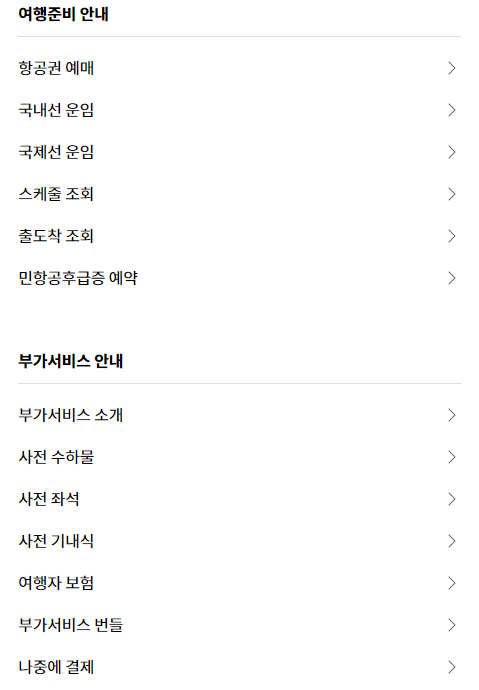 여행준비 안내
항공권 예매
국내선 운임
국제선 운임
스케줄 조회
출도착 조회
민항공후급증 예약
부가서비스 안내
부가서비스 소개
사전 수하물
사전 좌석
사전 기내식
여행자 보험
부가서비스 번들
나중에 결제